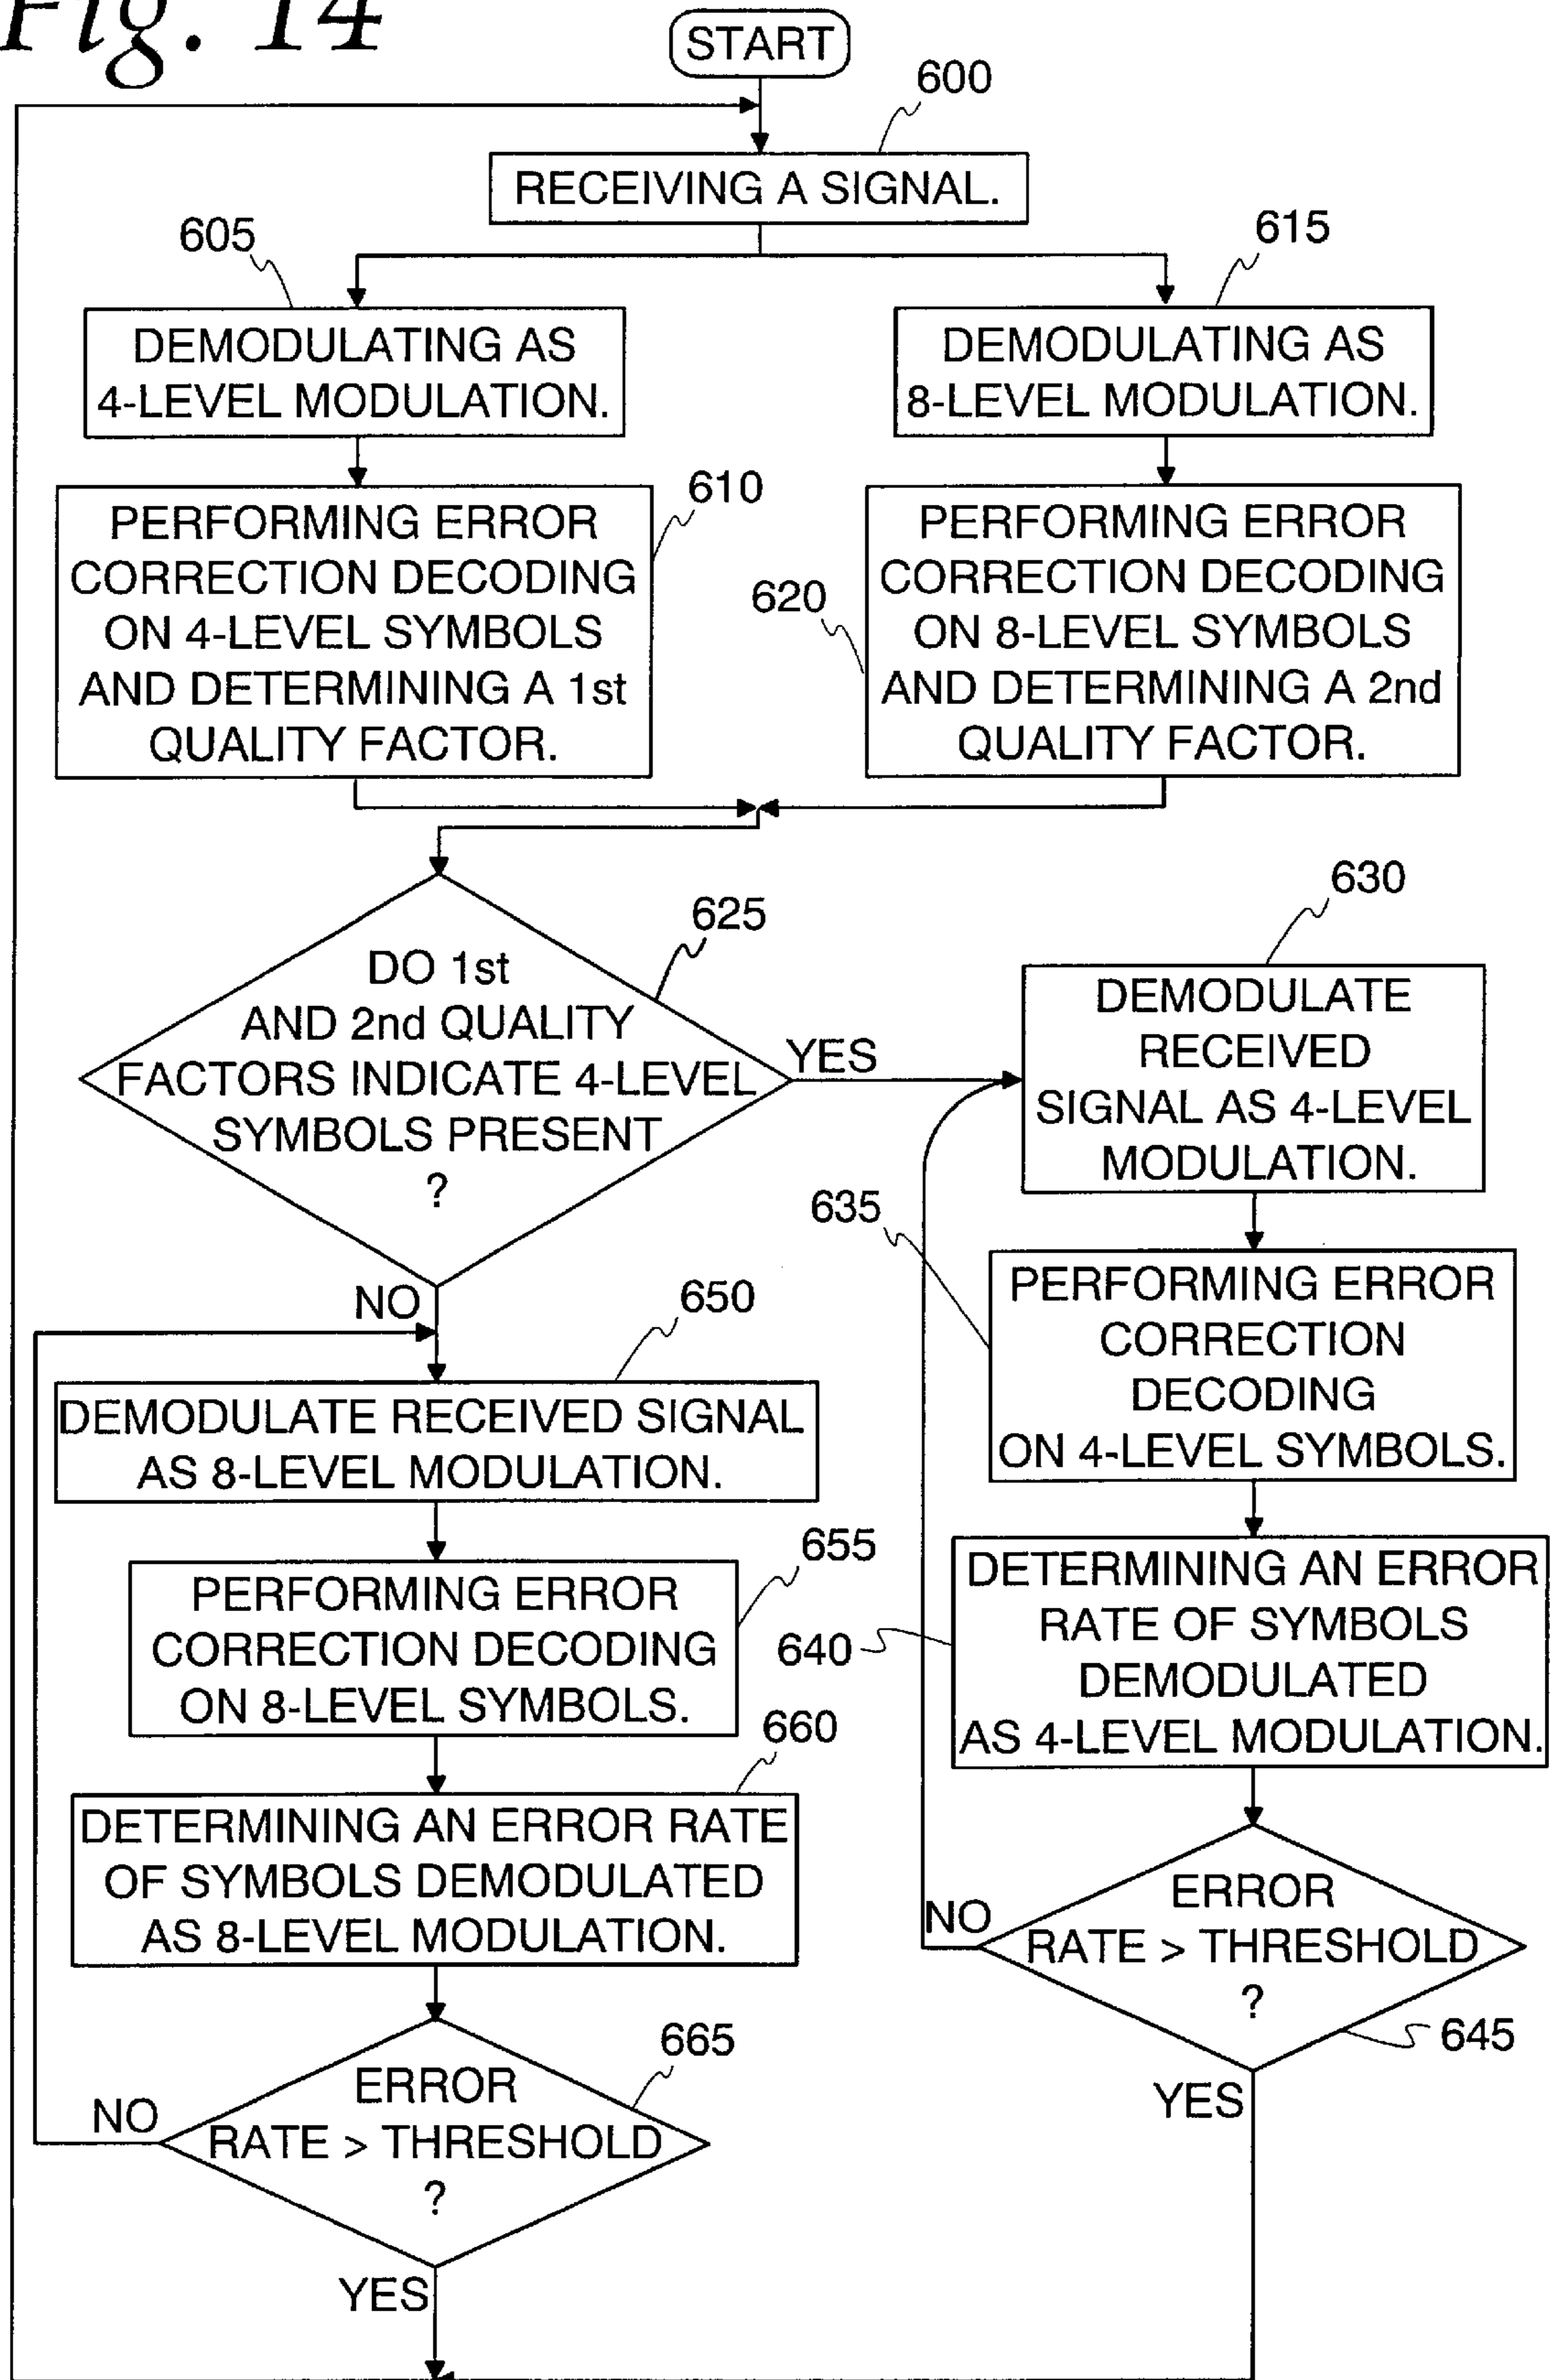 Fig. 14
START
600
RECEIVING A SIGNAL.
605
615
DEMODULATING AS
4-LEVEL MODULATION.
DEMODULATING AS
8-LEVEL MODULATION.
610
PERFORMING ERROR
CORRECTION DECODING
ON 4-LEVEL SYMBOLS
AND DETERMINING A 1st
QUALITY FACTOR.
620
PERFORMING ERROR
CORRECTION DECODING
ON 8-LEVEL SYMBOLS
AND DETERMINING A 2nd
QUALITY FACTOR.
625
DO 1st
AND 2nd QUALITY
FACTORS INDICATE 4-LEVEL
SYMBOLS PRESENT
?
YES
NO
630
DEMODULATE
RECEIVED
SIGNAL AS 4-LEVEL
MODULATION.
635
PERFORMING ERROR
CORRECTION
DECODING
ON 4-LEVEL SYMBOLS.
640
DETERMINING AN ERROR
RATE OF SYMBOLS
DEMODULATED
AS 4-LEVEL MODULATION.
NO
ERROR
RATE > THRESHOLD
?
645
YES
650
DEMODULATE RECEIVED SIGNAL
AS 8-LEVEL MODULATION.
655
PERFORMING ERROR
CORRECTION DECODING
ON 8-LEVEL SYMBOLS.
660
DETERMINING AN ERROR RATE
OF SYMBOLS DEMODULATED
AS 8-LEVEL MODULATION.
665
NO
ERROR
RATE > THRESHOLD
?
YES